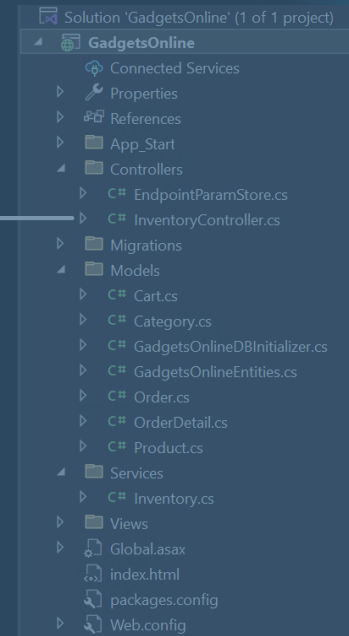 Solution 'GadgetsOnline' (1 of 1 project)
GadgetsOnline
Connected Services
Properties
References
App_Start
Controllers
C# EndpointParamStore.cs
C# InventoryController.cs
Migrations
Models
C# Cart.cs
C# Category.cs
C# GadgetsOnlineDBInitializer.cs
C# GadgetsOnlineEntities.cs
C# Order.cs
C# OrderDetail.cs
C# Product.cs
Services
C# Inventory.cs
Views
Global.asax
index.html
packages.config
Web.config